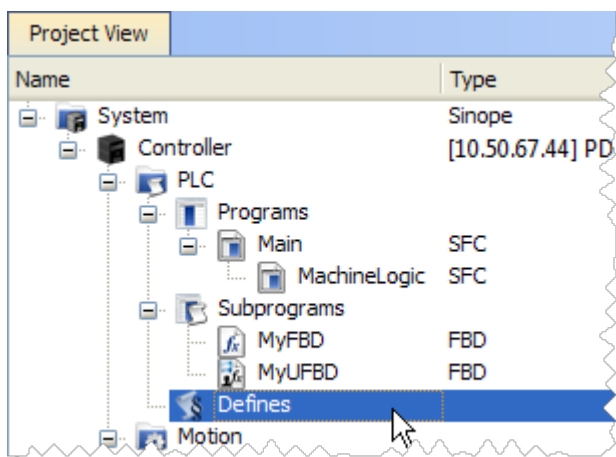 Project View
Name Type
System Sinope
Controller [10.50.67.44] PD
PLC
Programs
Main SFC
MachineLogic SFC
Subprograms
MyFBD FBD
MyUFBD FBD
Defines
Motion